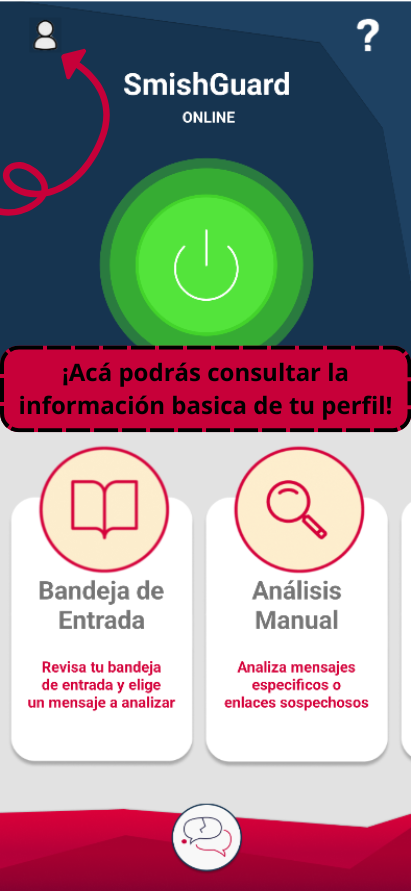 ?
SmishGuard
ONLINE
¡Acá podrás consultar la
información basica de tu perfil!
Bandeja de
Entrada
Análisis
Manual
Revisa tu bandeja
de entrada y elige
un mensaje a analizar
Analiza mensajes
especificos o
enlaces sospechosos